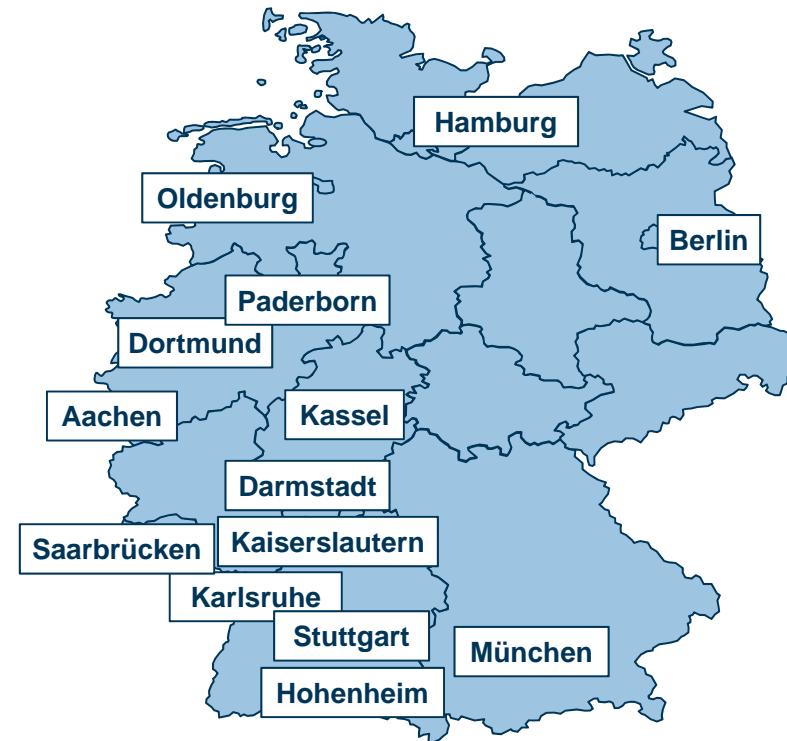 Hamburg
Oldenburg
Berlin
Paderborn
Dortmund
Aachen
Kassel
Darmstadt
Saarbrücken
Kaiserslautern
Karlsruhe
Stuttgart
München
Hohenheim